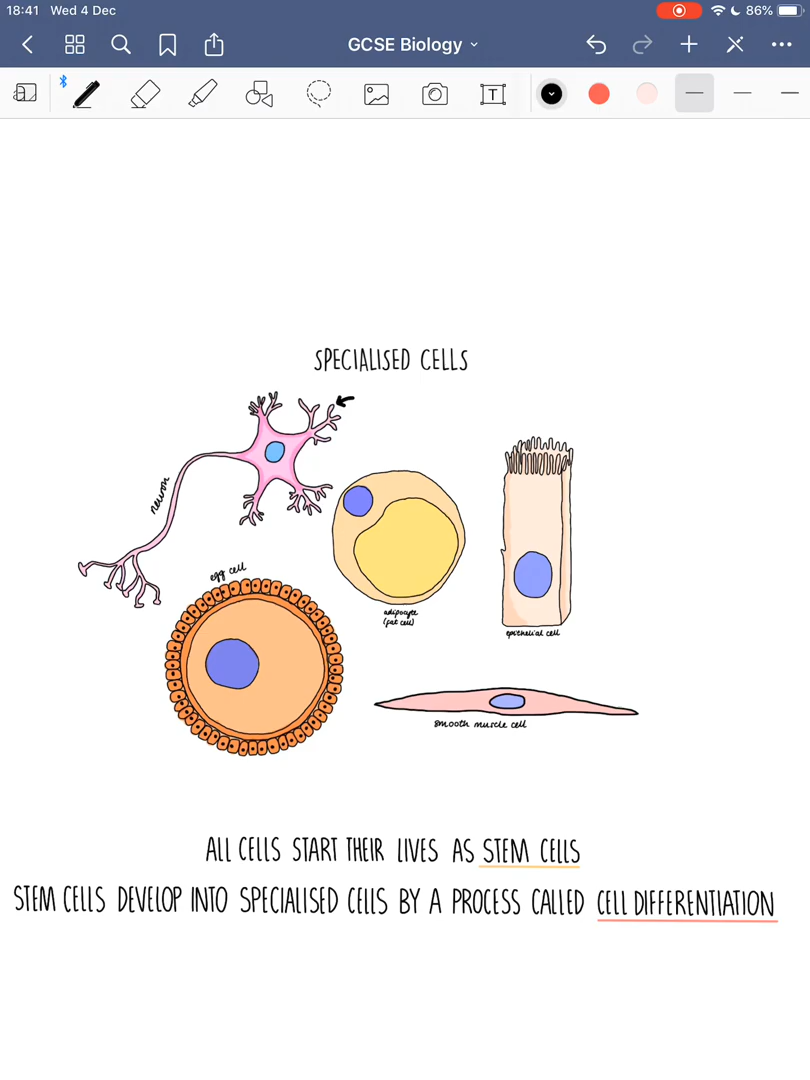 18:41 Wed 4 Dec
86%
GCSE Biology
T
SPECIALISED CELLS
neuron
egg cell
adipocyte
(fat cell)
epithelial cell
smooth muscle cell
ALL CELLS START THEIR LIVES AS STEM CELLS
STEM CELLS DEVELOP INTO SPECIALISED CELLS BY A PROCESS CALLED CELL DIFFERENTIATION